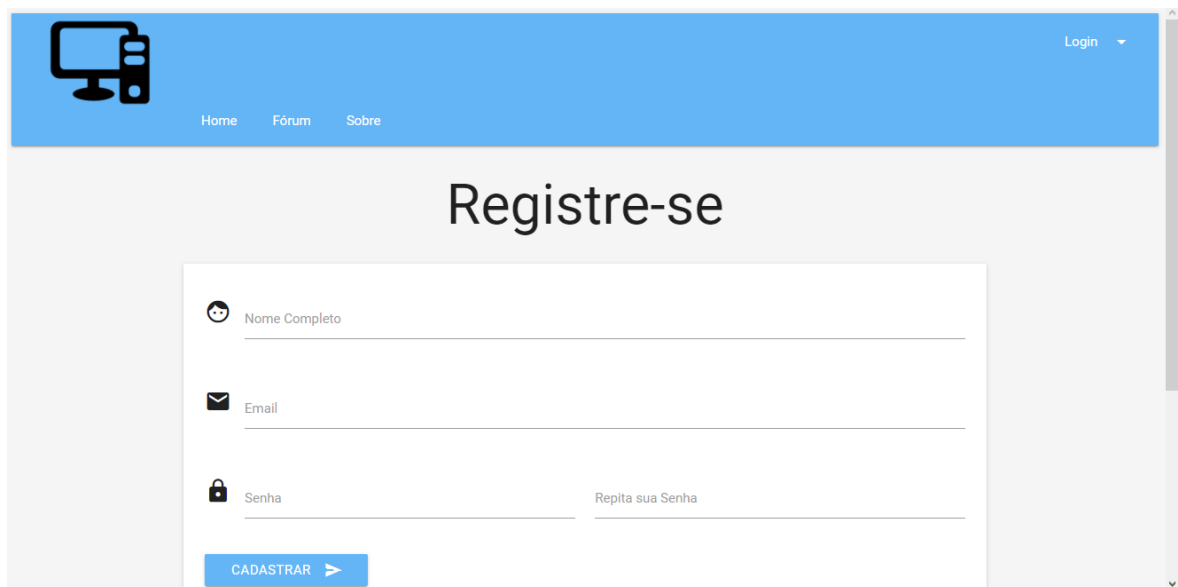 Login
Home Fórum Sobre
Registre-se
Nome Completo
Email
Senha Repita sua Senha
CADASTRAR